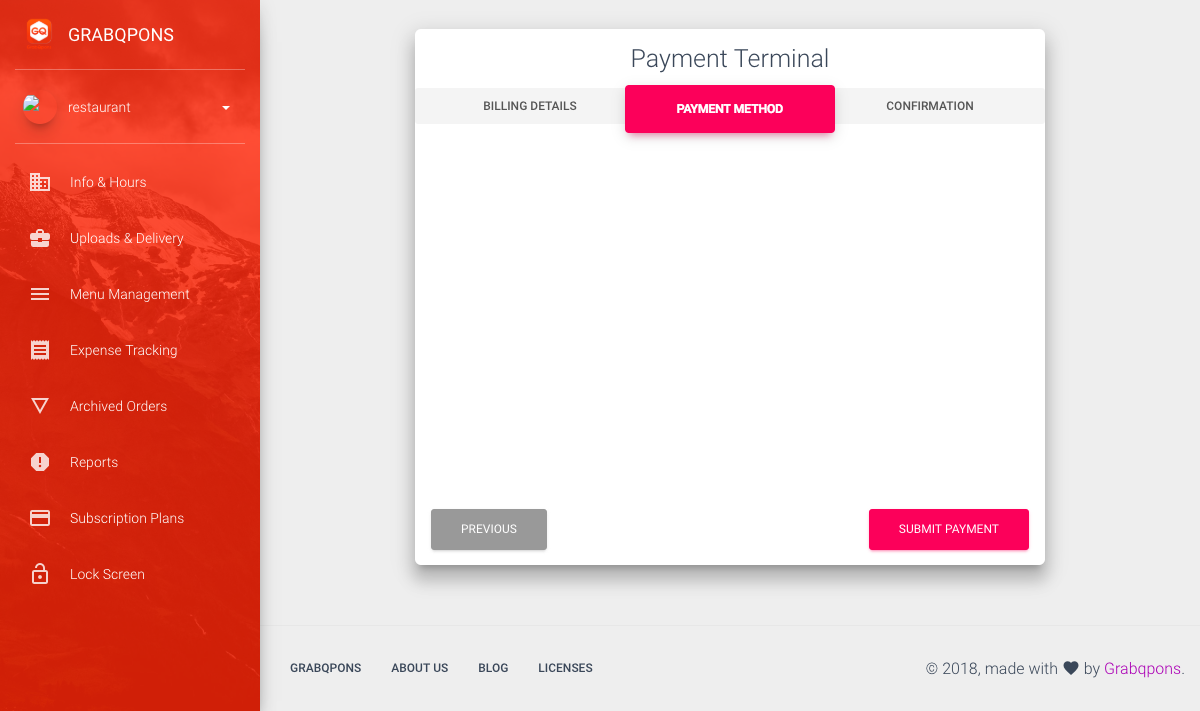 GQ
GRABQPONS
restaurant
Info & Hours
Uploads & Delivery
Menu Management
Expense Tracking
Archived Orders
Reports
Subscription Plans
Lock Screen
Payment Terminal
BILLING DETAILS
PAYMENT METHOD
CONFIRMATION
PREVIOUS
SUBMIT PAYMENT
GRABQPONS
ABOUT US
BLOG
LICENSES
© 2018, made with ♥ by Grabqpons.